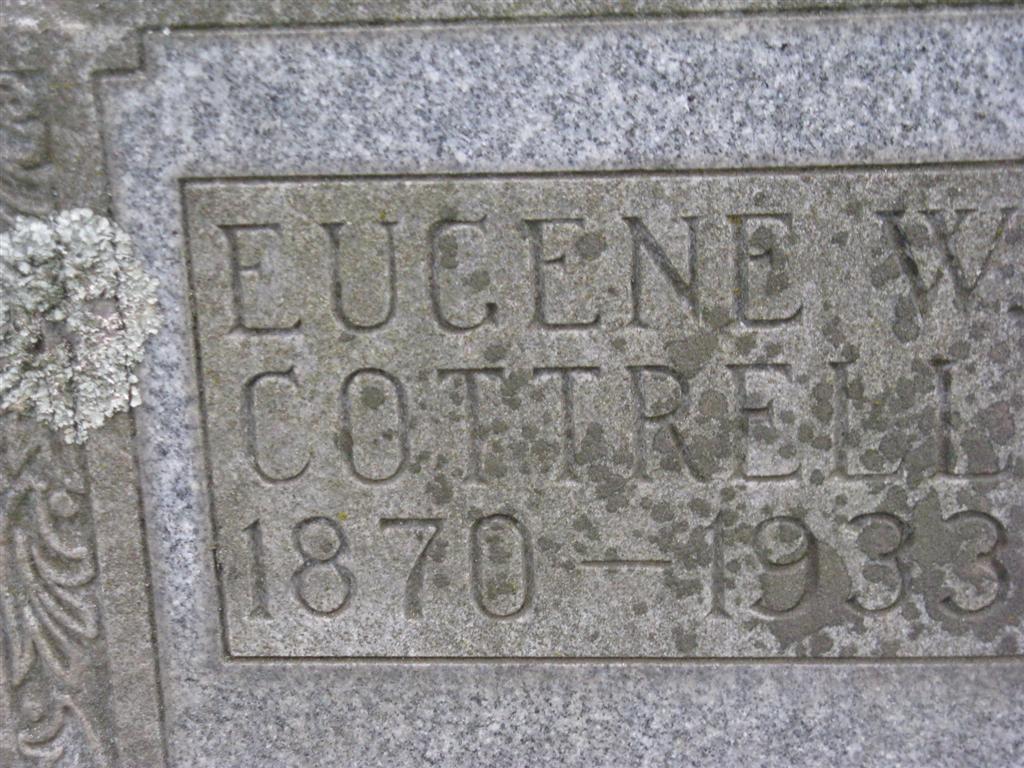 EUGENE W.
COTTRELL
1870—1933